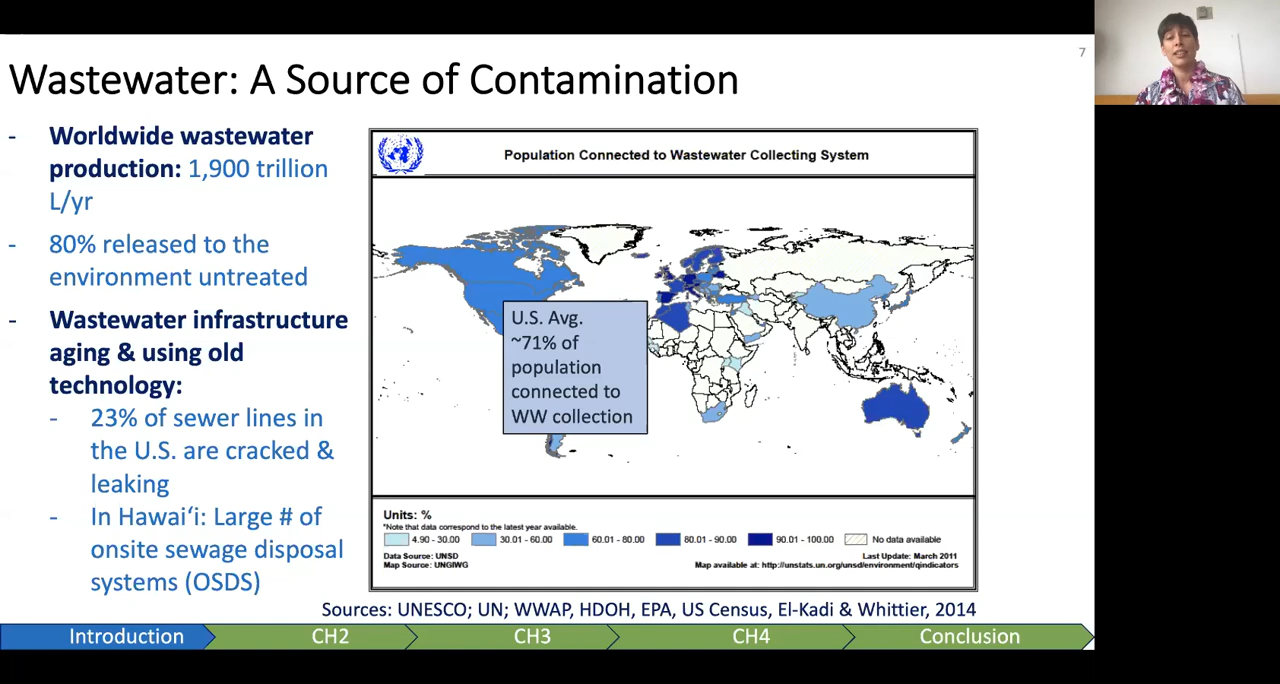 7
Wastewater: A Source of Contamination
- Worldwide wastewater
production: 1,900 trillion
L/yr
- 80% released to the
environment untreated
- Wastewater infrastructure
aging & using old
technology:
- 23% of sewer lines in
the U.S. are cracked &
leaking
- In Hawaiʻi: Large # of
onsite sewage disposal
systems (OSDS)
Population Connected to Wastewater Collecting System
U.S. Avg.
~71% of
population
connected to
WW collection
Units: %
*Note that data correspond to the latest year available.
4.90 - 30.00 30.01 - 60.00 60.01 - 80.00 80.01 - 90.00 90.01 - 100.00 No data available
Data Source: UNSD Last Update: March 2011
Map Source: UNGIWG Map available at: http://unstats.un.org/unsd/environment/qindicators
Sources: UNESCO; UN; WWAP, HDOH, EPA, US Census, El-Kadi & Whittier, 2014
Introduction CH2 CH3 CH4 Conclusion